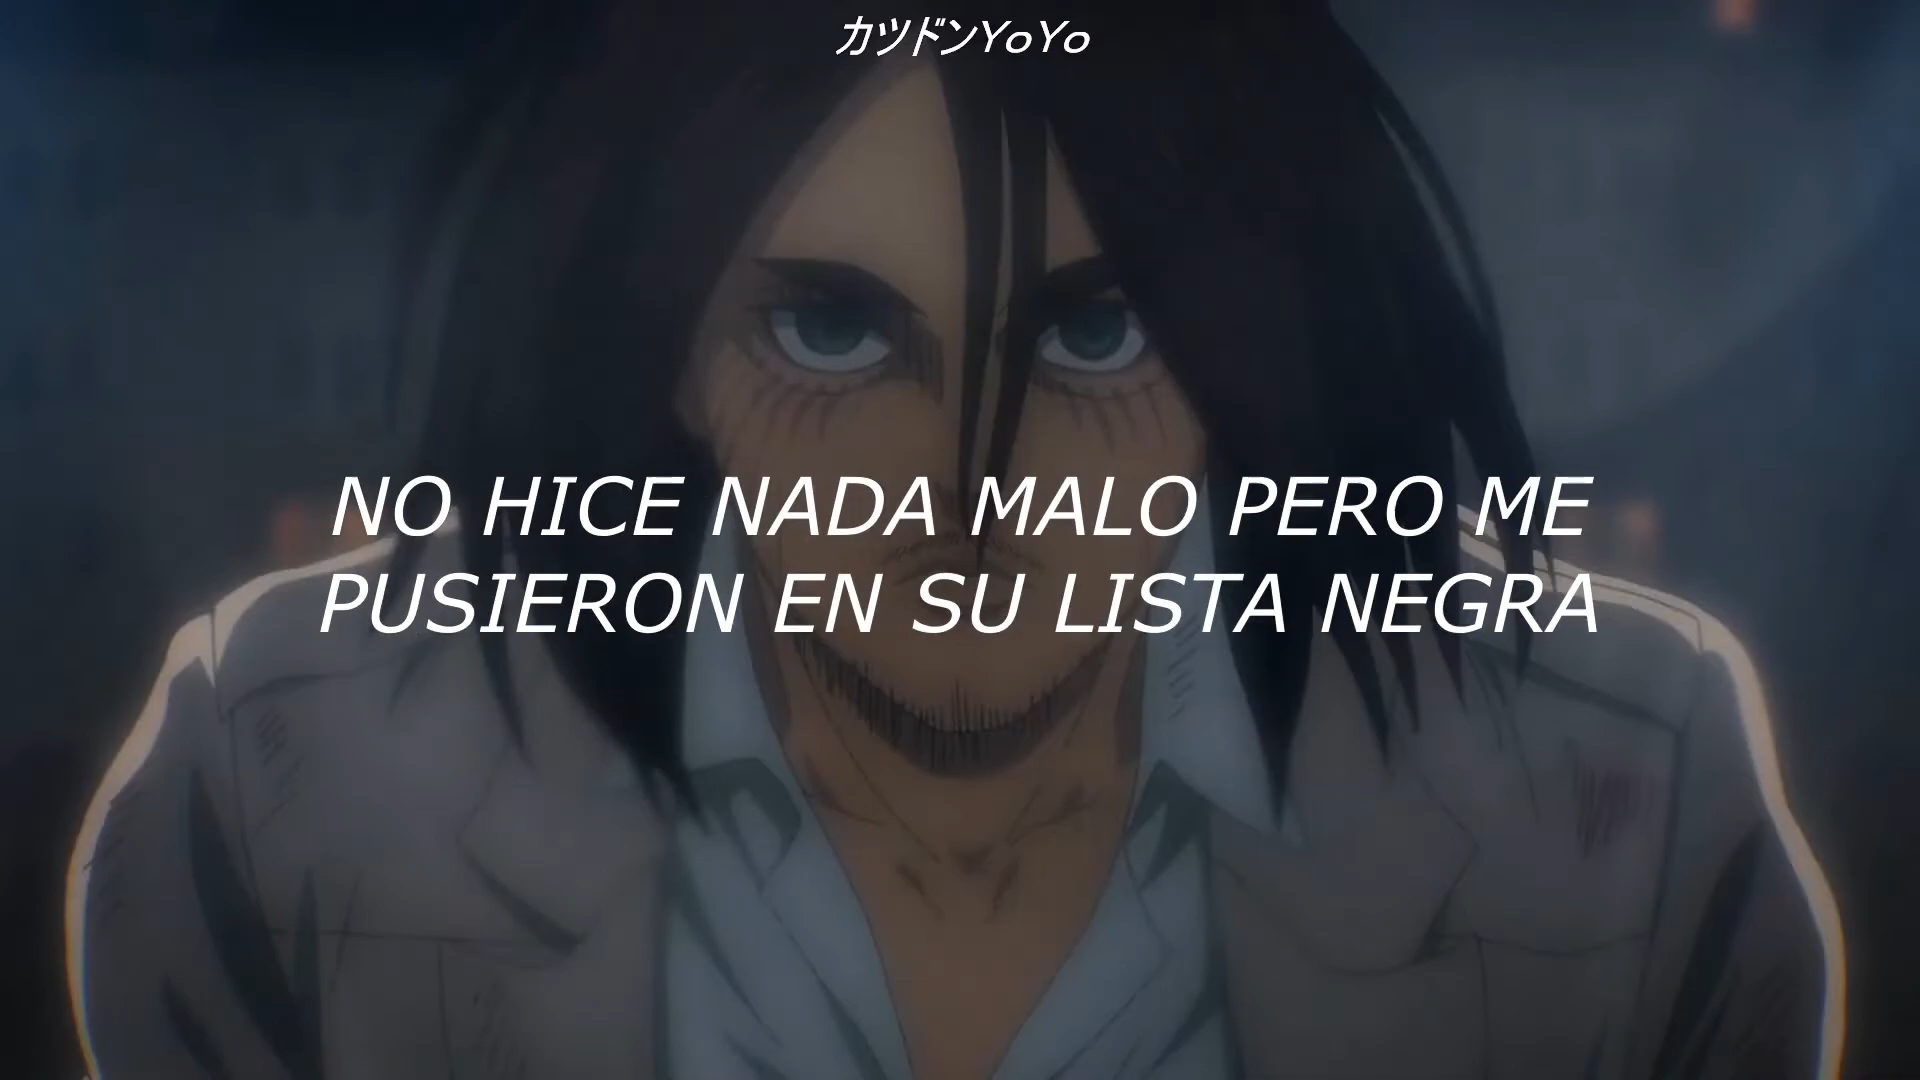 カツドンYoYo
NO HICE NADA MALO PERO ME
PUSIERON EN SU LISTA NEGRA